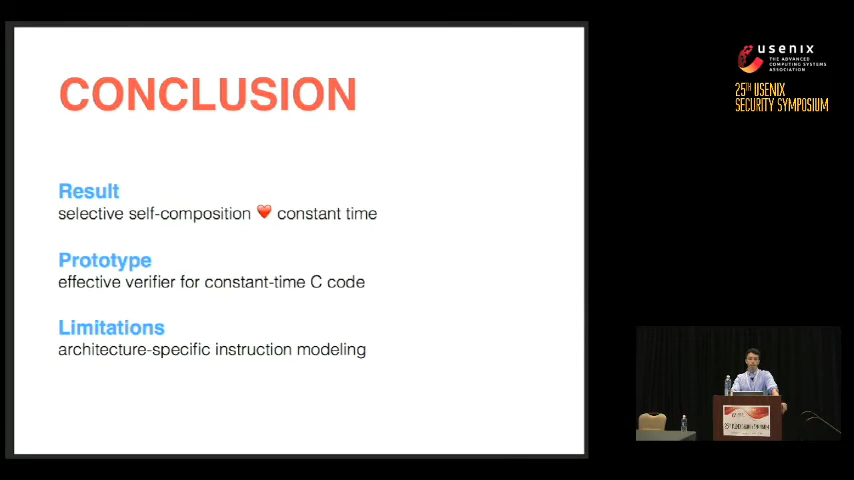 CONCLUSION
Result
selective self-composition ❤️ constant time
Prototype
effective verifier for constant-time C code
Limitations
architecture-specific instruction modeling
usenix
THE ADVANCED
COMPUTING SYSTEMS
ASSOCIATION
25TH USENIX
SECURITY SYMPOSIUM